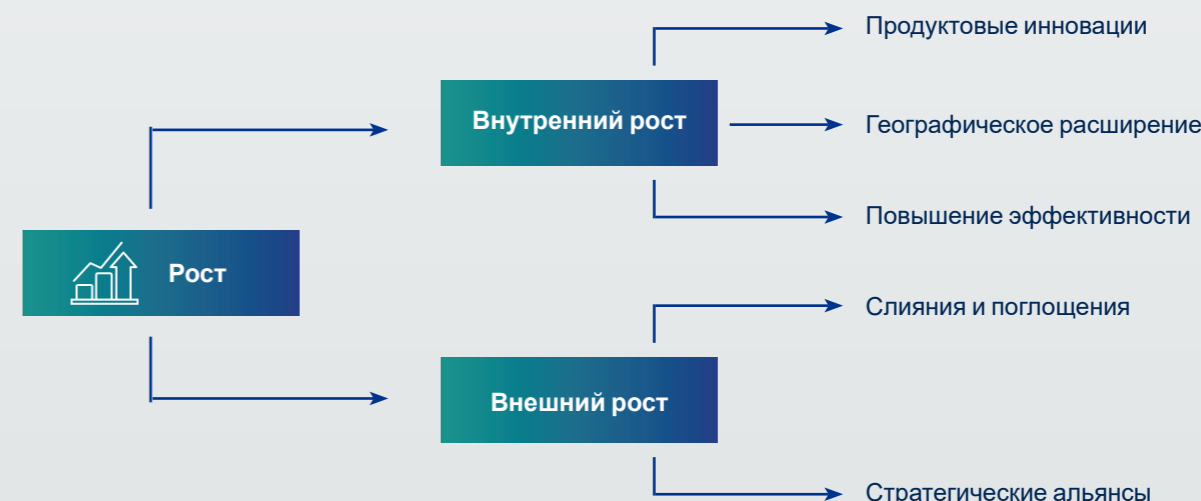 Рост
Внутренний рост
Продуктовые инновации
Географическое расширение
Повышение эффективности
Внешний рост
Слияния и поглощения
Стратегические альянсы